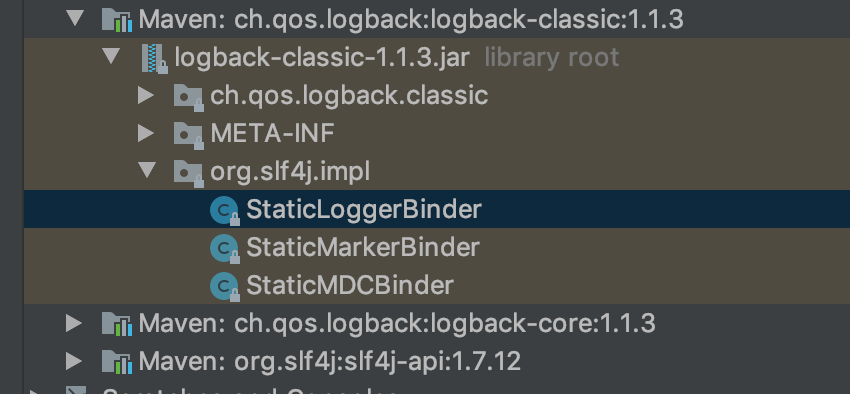 Maven: ch.qos.logback:logback-classic:1.1.3
logback-classic-1.1.3.jar library root
ch.qos.logback.classic
META-INF
org.slf4j.impl
StaticLoggerBinder
StaticMarkerBinder
StaticMDCBinder
Maven: ch.qos.logback:logback-core:1.1.3
Maven: org.slf4j:slf4j-api:1.7.12